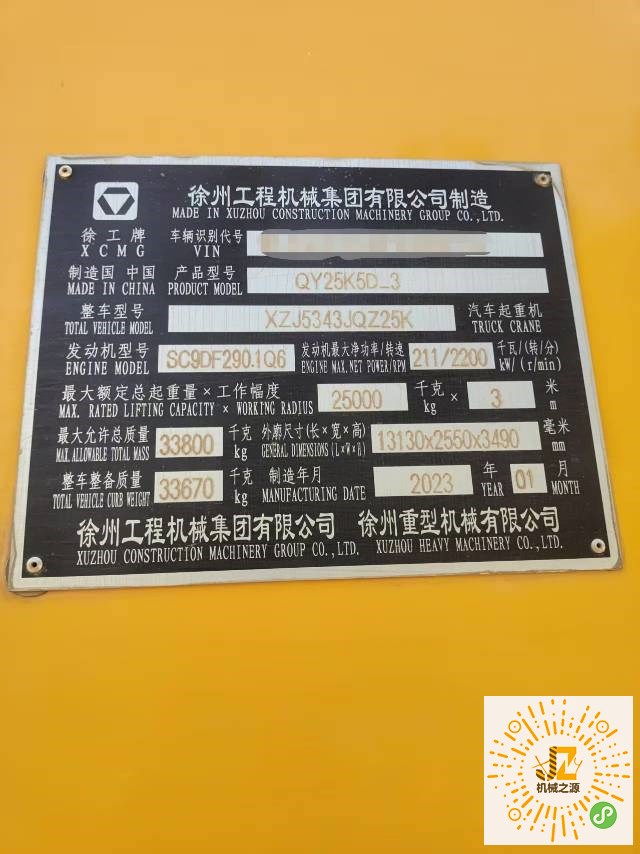 徐州工程机械集团有限公司制造
MADE IN XUZHOU CONSTRUCTION MACHINERY GROUP CO.,LTD.
徐工牌 车辆识别代号
XCMG VIN
制造国 中国 产品型号 QY25K5D_3
MADE IN CHINA PRODUCT MODEL
整车型号 XZJ5343JQZ25K 汽车起重机
TOTAL VEHICLE MODEL TRUCK CRANE
发动机型号 SC9DF290.1Q6 发动机最大净功率/转速 211/2200 千瓦/(转/分)
ENGINE MODEL ENGINE MAX.NET POWER/RPM kW/(r/min)
最大额定总起重量×工作幅度 25000 千克 × 3 米
MAX. RATED LIFTING CAPACITY × WORKING RADIUS kg m
最大允许总质量 33800 千克 外廓尺寸(长×宽×高) 13130x2550x3490 毫米
MAX.ALLOWABLE TOTAL MASS kg GENERAL DIMENSIONS(L×W×H) mm
整车整备质量 33670 千克 制造年月 2023 年 01 月
TOTAL VEHICLE CURB WEIGHT kg MANUFACTURING DATE YEAR MONTH
徐州工程机械集团有限公司 徐州重型机械有限公司
XUZHOU CONSTRUCTION MACHINERY GROUP CO.,LTD. XUZHOU HEAVY MACHINERY CO.,LTD.
机械之源